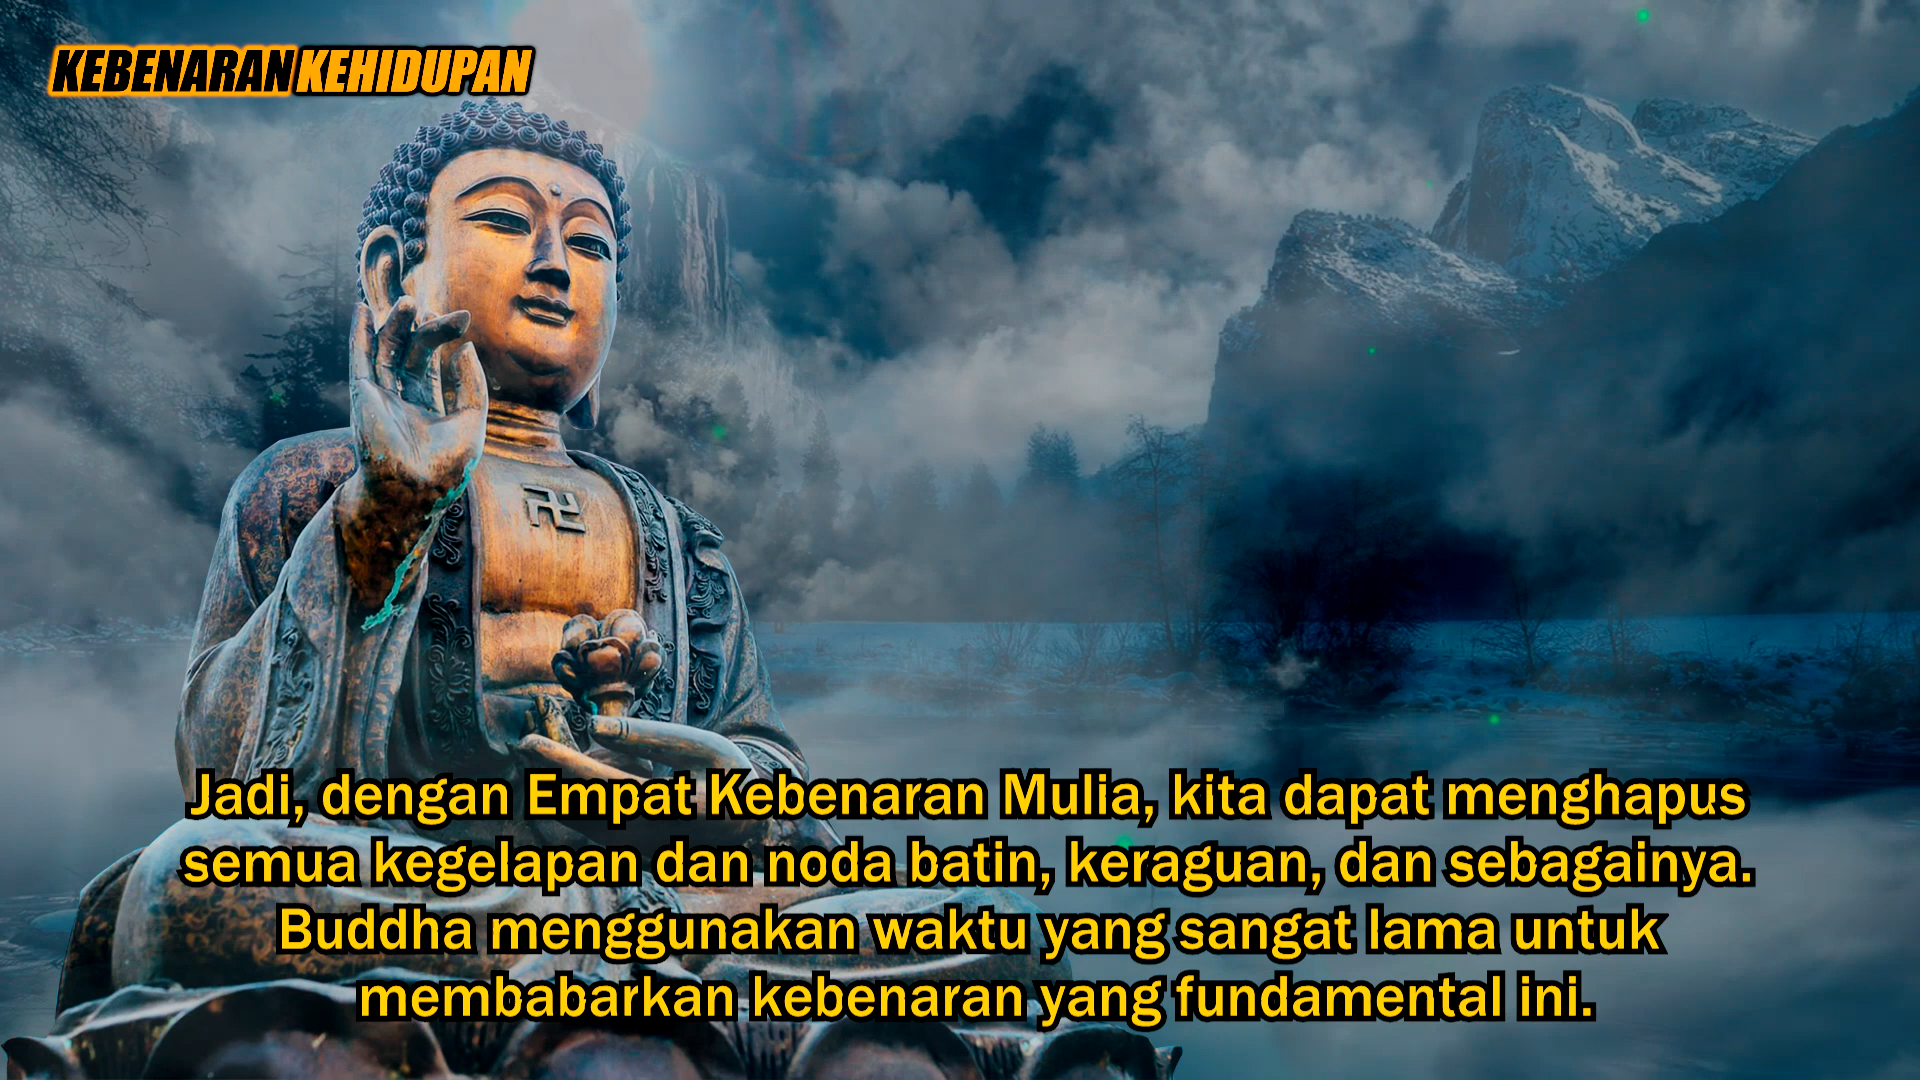 KEBENARAN KEHIDUPAN
Jadi, dengan Empat Kebenaran Mulia, kita dapat menghapus
semua kegelapan dan noda batin, keraguan, dan sebagainya.
Buddha menggunakan waktu yang sangat lama untuk
membabarkan kebenaran yang fundamental ini.